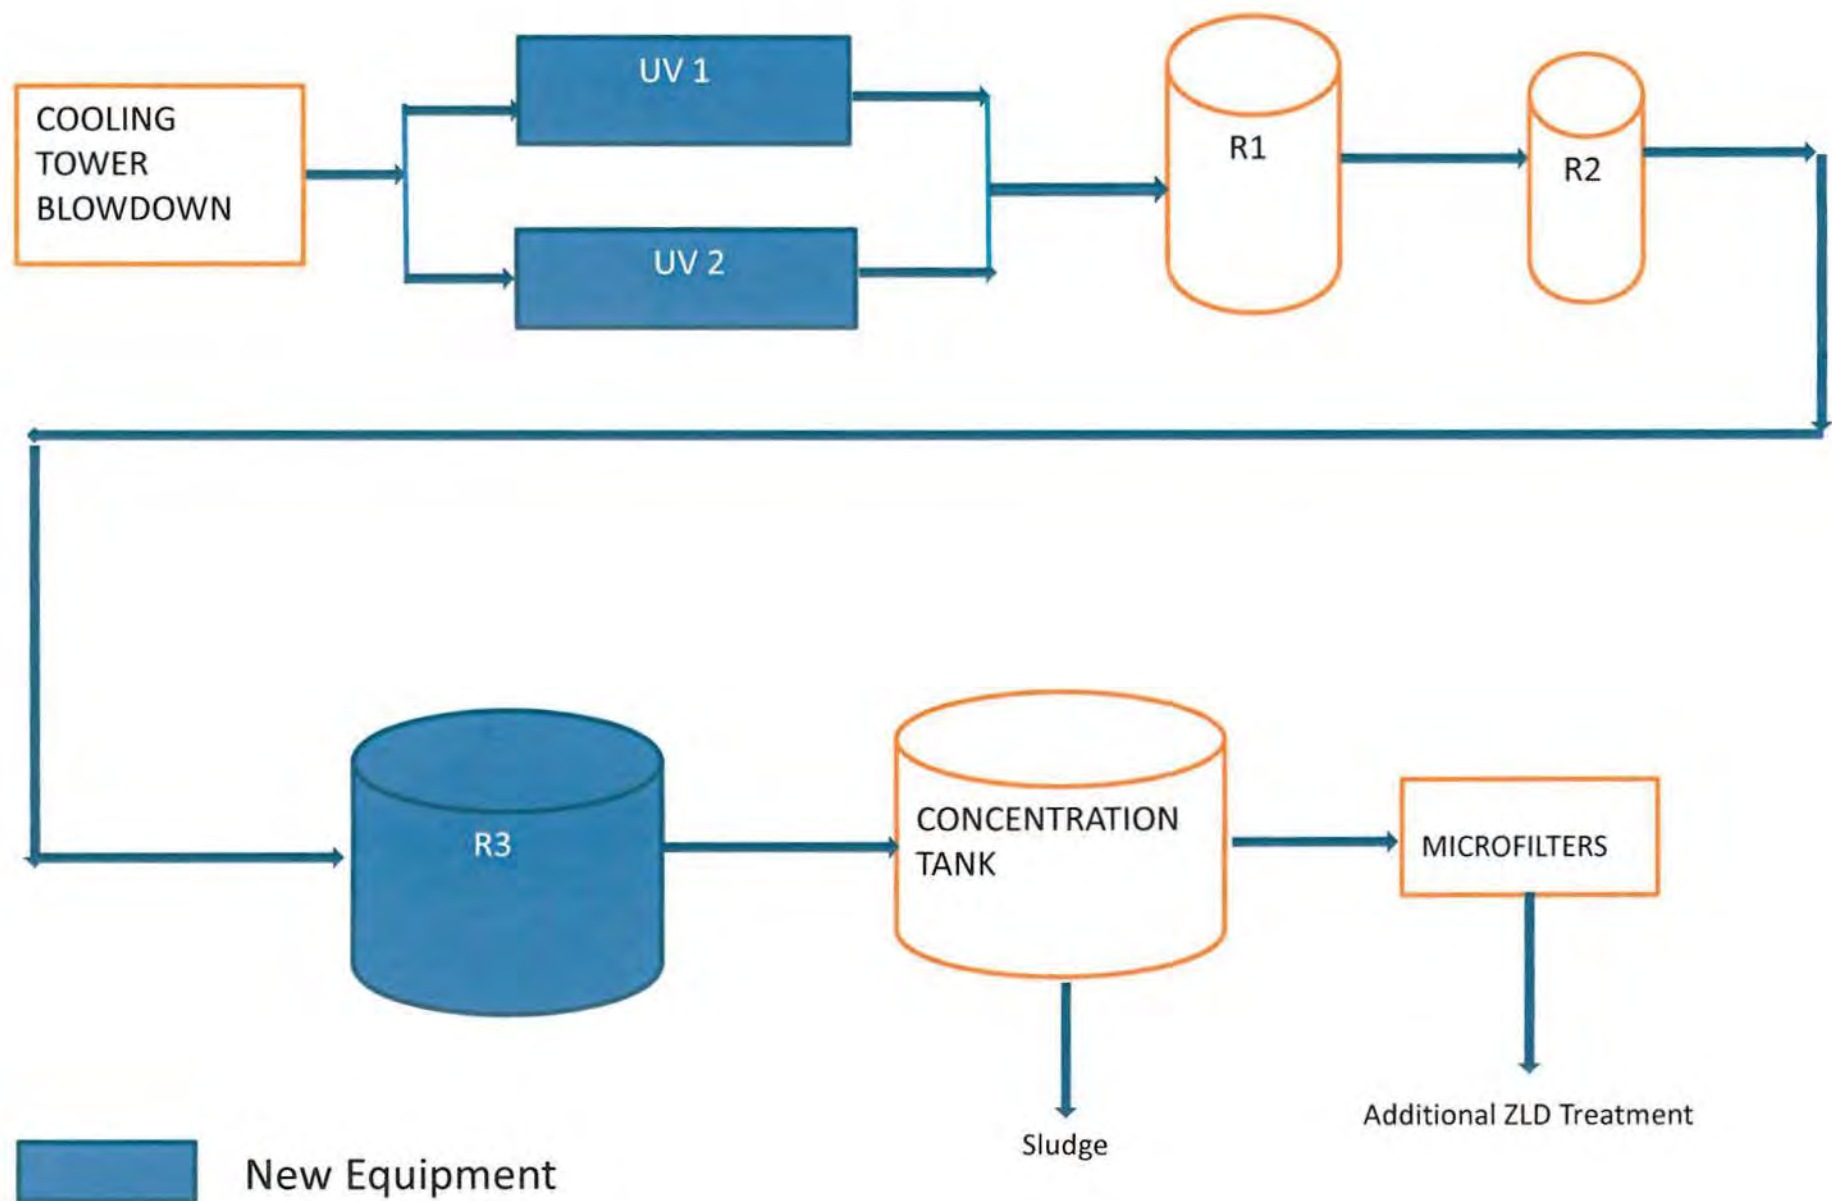 COOLING
TOWER
BLOWDOWN
UV 1
UV 2
R1
R2
R3
CONCENTRATION
TANK
MICROFILTERS
Sludge
Additional ZLD Treatment
New Equipment